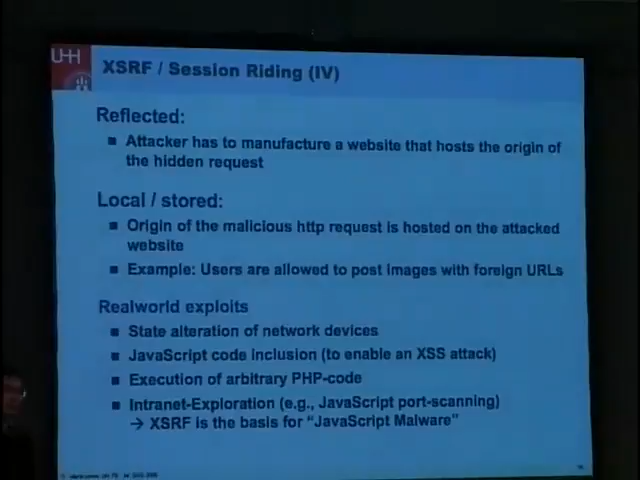 UHH
XSRF / Session Riding (IV)
Reflected:
Attacker has to manufacture a website that hosts the origin of
the hidden request
Local / stored:
Origin of the malicious http request is hosted on the attacked
website
Example: Users are allowed to post images with foreign URLs
Realworld exploits
State alteration of network devices
JavaScript code inclusion (to enable an XSS attack)
Execution of arbitrary PHP-code
Intranet-Exploration (e.g., JavaScript port-scanning)
→ XSRF is the basis for "JavaScript Malware"